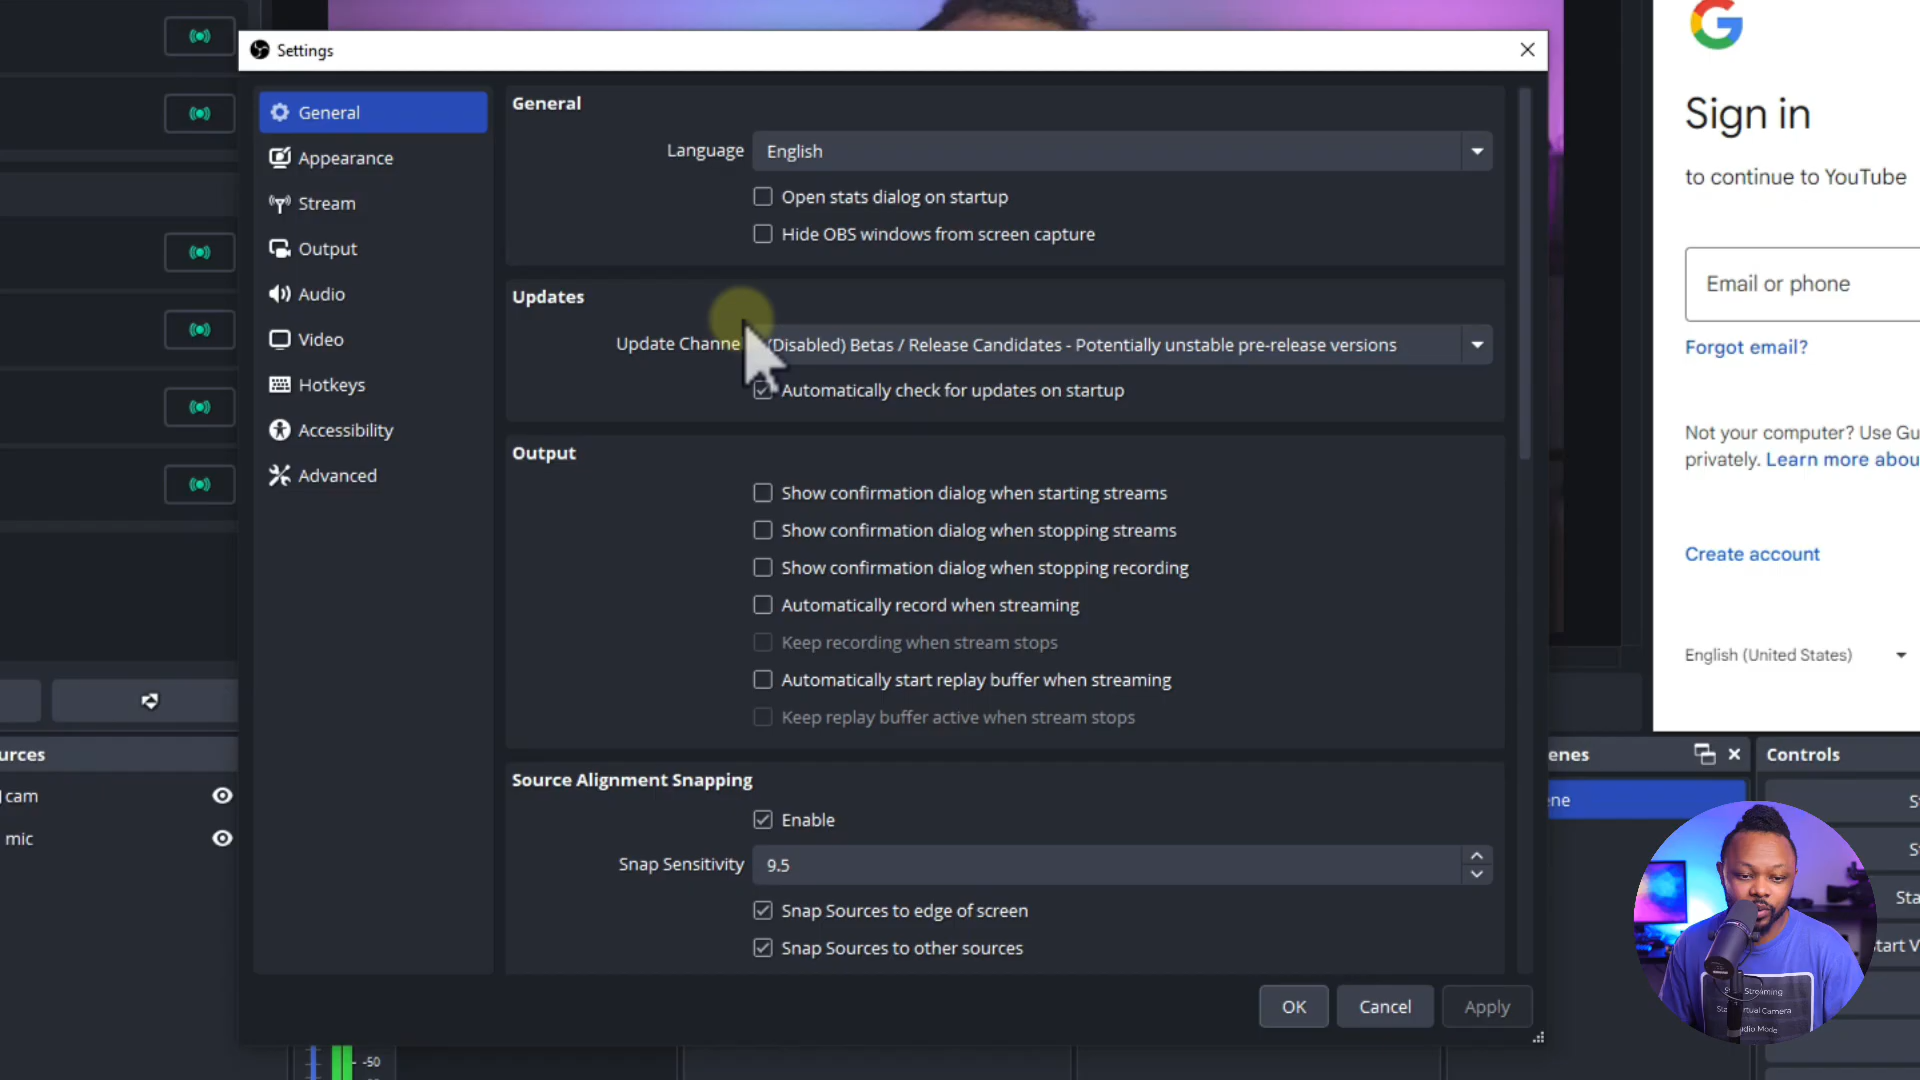 Settings
General
Appearance
Stream
Output
Audio
Video
Hotkeys
Accessibility
Advanced
General
Language English
Open stats dialog on startup
Hide OBS windows from screen capture
Updates
Update Channe (Disabled) Betas / Release Candidates - Potentially unstable pre-release versions
Automatically check for updates on startup
Output
Show confirmation dialog when starting streams
Show confirmation dialog when stopping streams
Show confirmation dialog when stopping recording
Automatically record when streaming
Keep recording when stream stops
Automatically start replay buffer when streaming
Keep replay buffer active when stream stops
Source Alignment Snapping
Enable
Snap Sensitivity 9.5
Snap Sources to edge of screen
Snap Sources to other sources
OK Cancel Apply
Sign in
to continue to YouTube
Email or phone
Forgot email?
Not your computer? Use Gu
privately. Learn more abou
Create account
English (United States)
urces
cam
mic
-50
enes
ne
Controls
S
S
Sta
tart V
Streaming
rtual Camera
dio Mode